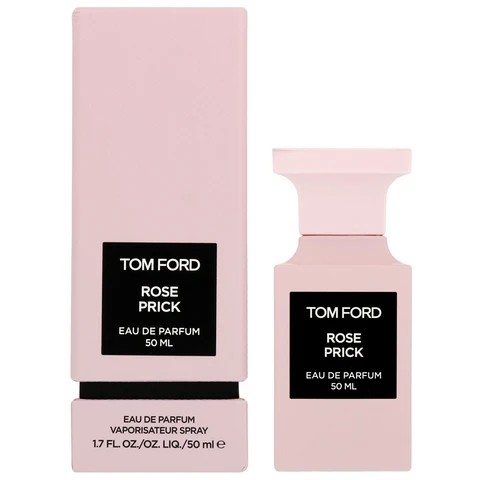 TOM FORD
ROSE
PRICK
EAU DE PARFUM
50 ML
EAU DE PARFUM
VAPORISATEUR SPRAY
1.7 FL. OZ./OZ. LIQ./50 ml ℮
TOM FORD
ROSE
PRICK
EAU DE PARFUM
50 ML